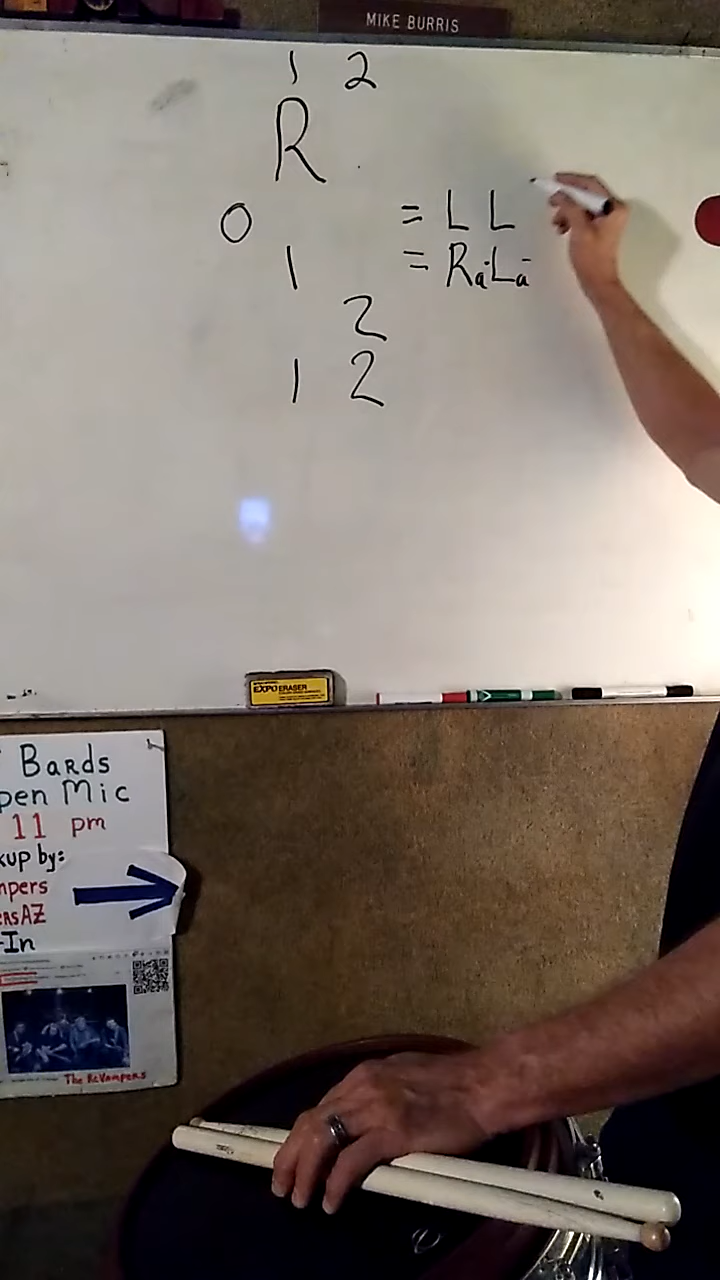 MIKE BURRIS
1 2
R
0 = L L
1 = RaLa
2
1 2
EXPO ERASER
Bards
pen Mic
11 pm
kup by:
mpers
ersAZ
-In
The ReVampers